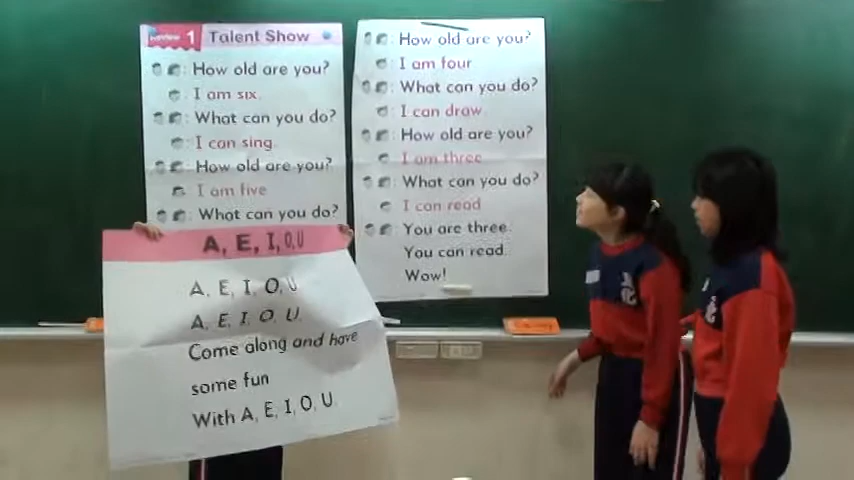 Review 1 Talent Show
How old are you?
I am six.
What can you do?
I can sing.
How old are you?
I am five
What can you do?
How old are you?
I am four
What can you do?
I can draw
How old are you?
I am three
What can you do?
I can read
You are three.
You can read.
Wow!
A, E, I, O, U
A, E, I, O, U
A, E, I, O, U.
Come along and have
some fun
With A, E, I, O, U.